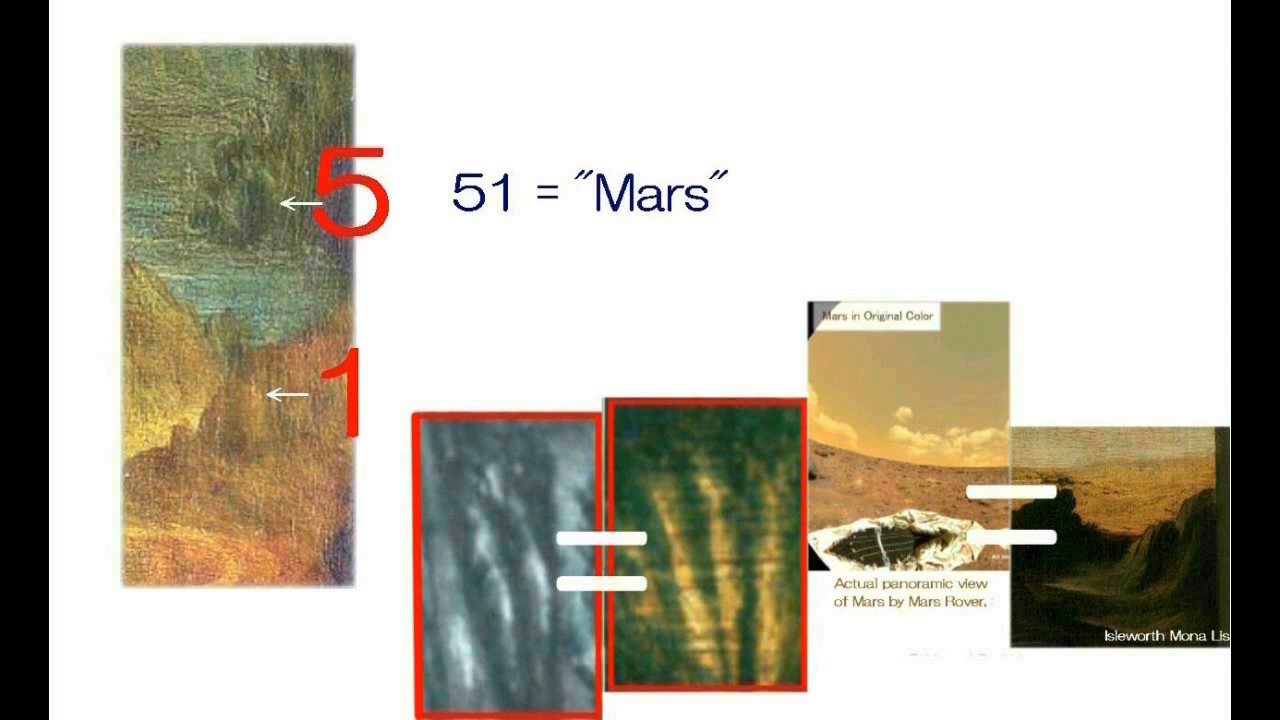 5
51 = ˝Mars˝
1
Mars in Original Color
Actual panoramic view
of Mars by Mars Rover,
Isleworth Mona Lis